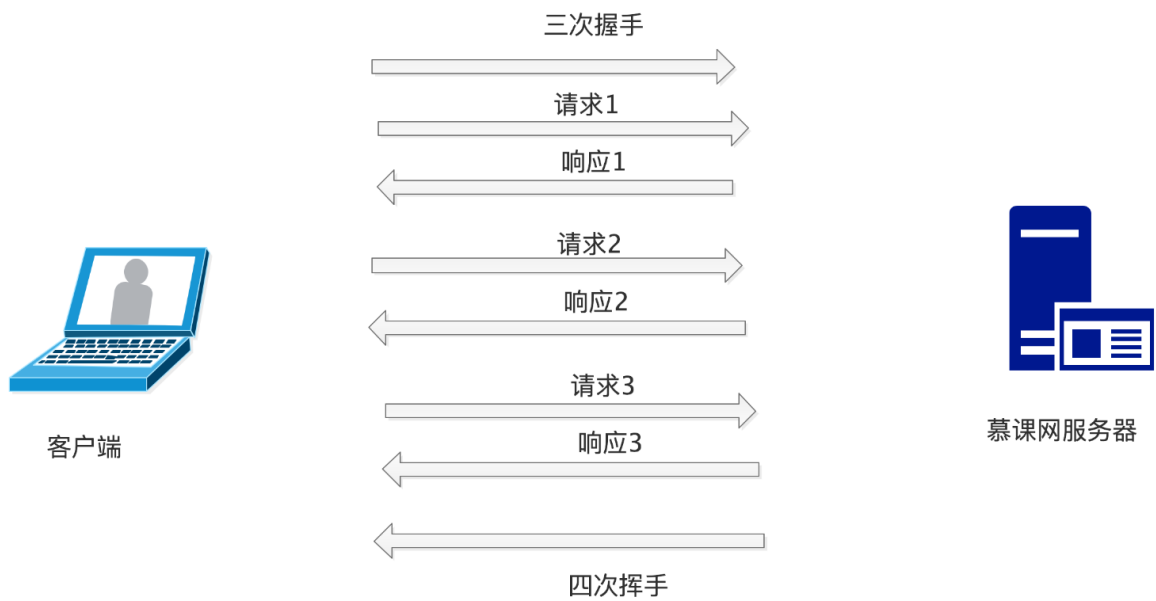 三次握手
请求1
响应1
请求2
响应2
请求3
响应3
客户端
慕课网服务器
四次挥手